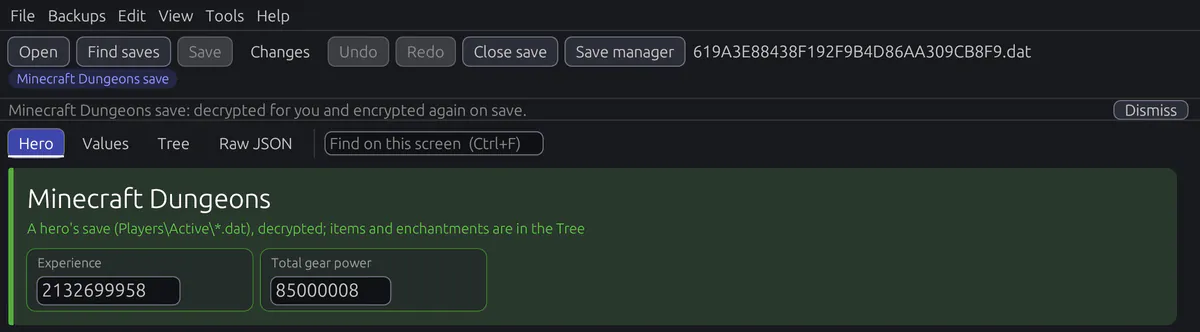 File Backups Edit View Tools Help
Open Find saves Save Changes Undo Redo Close save Save manager 619A3E88438F192F9B4D86AA309CB8F9.dat
Minecraft Dungeons save
Minecraft Dungeons save: decrypted for you and encrypted again on save. Dismiss
Hero Values Tree Raw JSON Find on this screen (Ctrl+F)
Minecraft Dungeons
A hero's save (Players\Active\*.dat), decrypted; items and enchantments are in the Tree
Experience Total gear power
2132699958 85000008